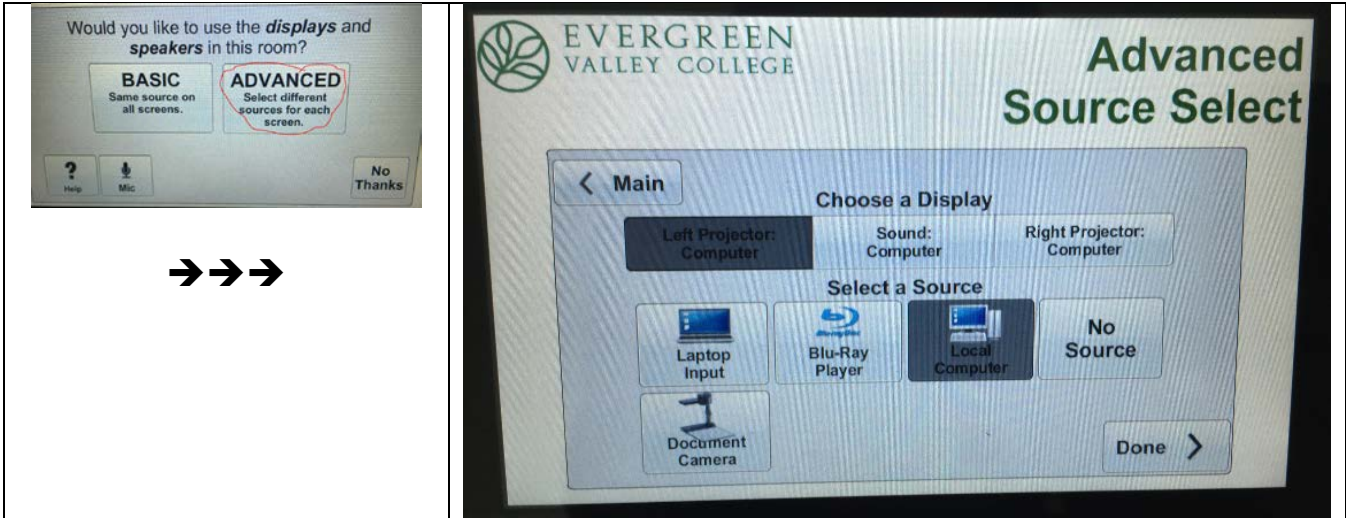 Would you like to use the displays and
speakers in this room?
BASIC
Same source on
all screens.
ADVANCED
Select different
sources for each
screen.
?
Help
Mic
No
Thanks
→→→
EVERGREEN
VALLEY COLLEGE
Advanced
Source Select
< Main
Choose a Display
Left Projector:
Computer
Sound:
Computer
Right Projector:
Computer
Select a Source
Laptop
Input
Blu-ray Disc
Blu-Ray
Player
Local
Computer
No
Source
Document
Camera
Done >